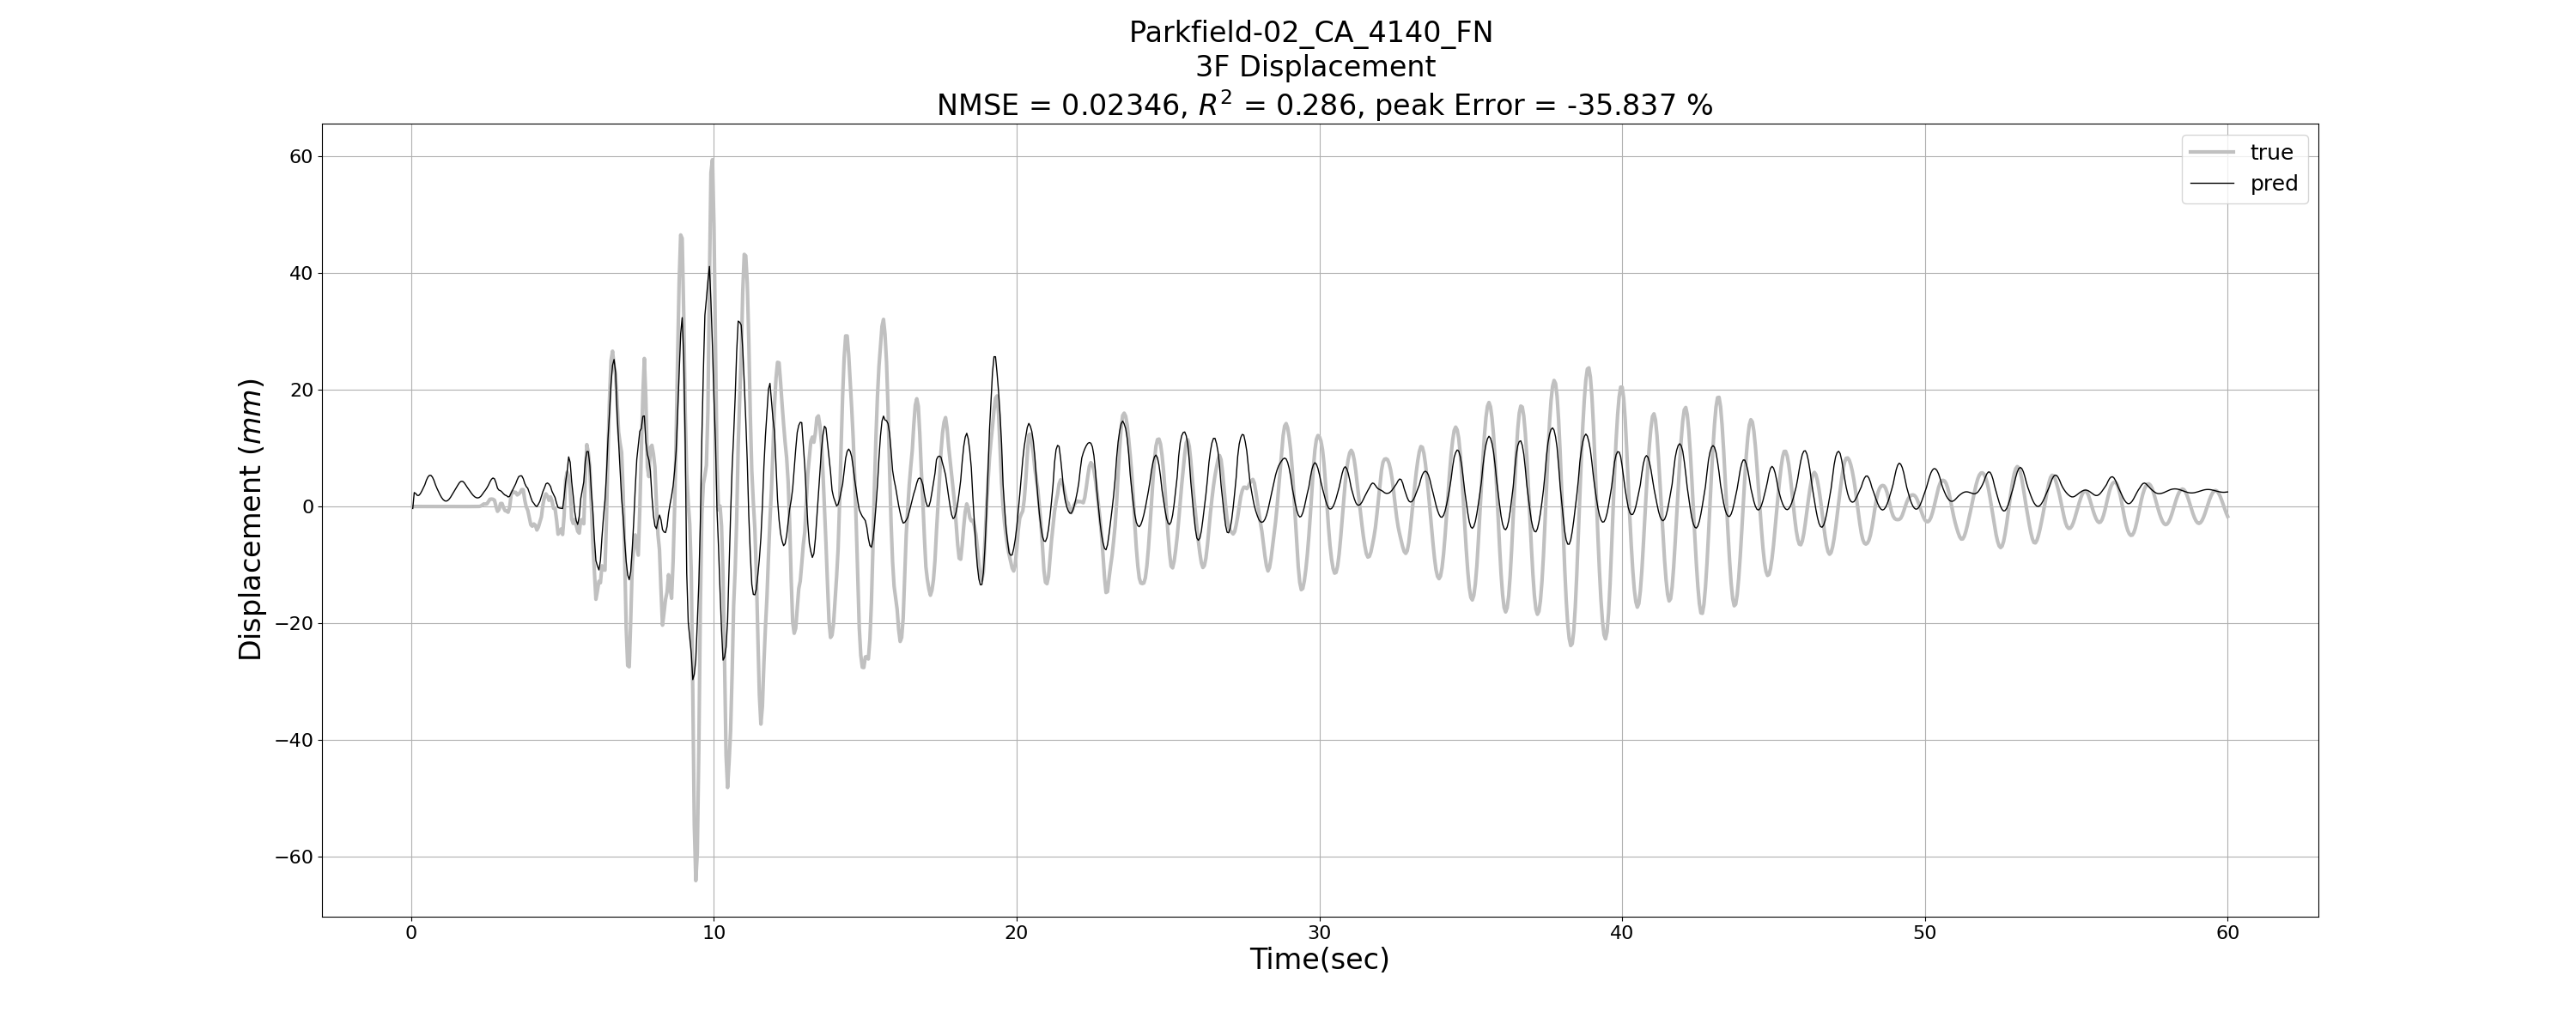 Parkfield-02_CA_4140_FN
3F Displacement
NMSE = 0.02346, R² = 0.286, peak Error = -35.837 %
true
pred
60
40
20
0
−20
−40
−60
Displacement (mm)
0 10 20 30 40 50 60
Time(sec)